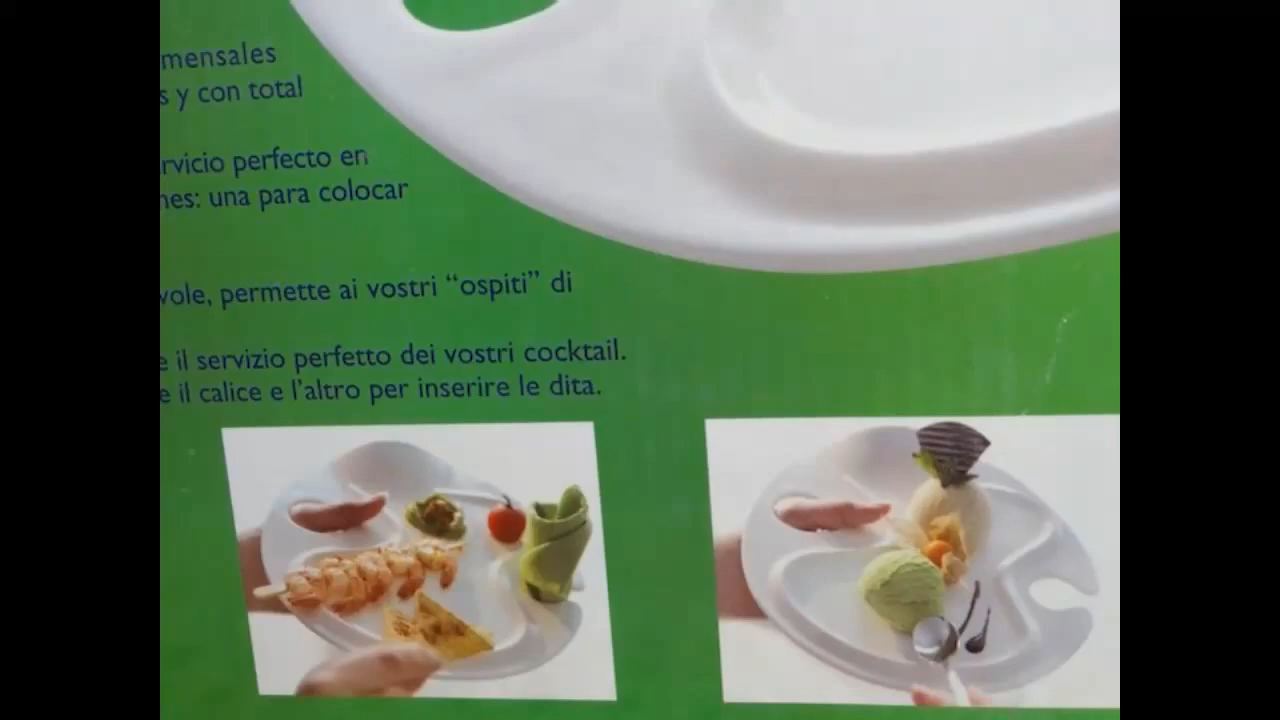 mensales
s y con total
rvicio perfecto en
nes: una para colocar
vole, permette ai vostri “ospiti” di
e il servizio perfetto dei vostri cocktail.
e il calice e l’altro per inserire le dita.